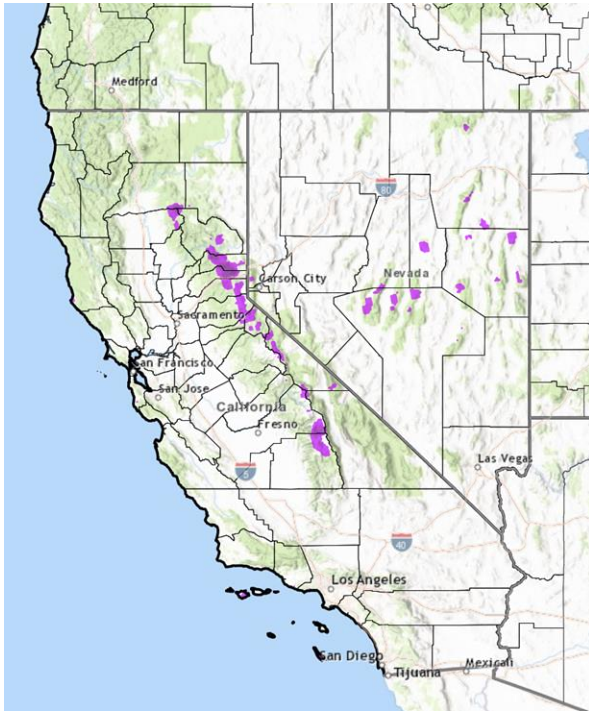 Medford
80
Nevada
Carson City
Sacramento
San Francisco
San Jose
California
Fresno
5
Las Vegas
40
Los Angeles
San Diego
Tijuana
Mexicali